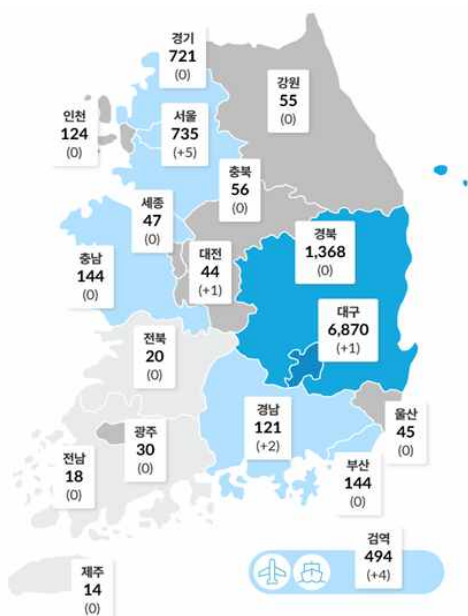 경기
721
(0)
강원
55
(0)
인천
124
(0)
서울
735
(+5)
충북
56
(0)
세종
47
(0)
경북
1,368
(0)
충남
144
(0)
대전
44
(+1)
대구
6,870
(+1)
전북
20
(0)
경남
121
(+2)
울산
45
(0)
광주
30
(0)
전남
18
(0)
부산
144
(0)
검역
494
(+4)
제주
14
(0)